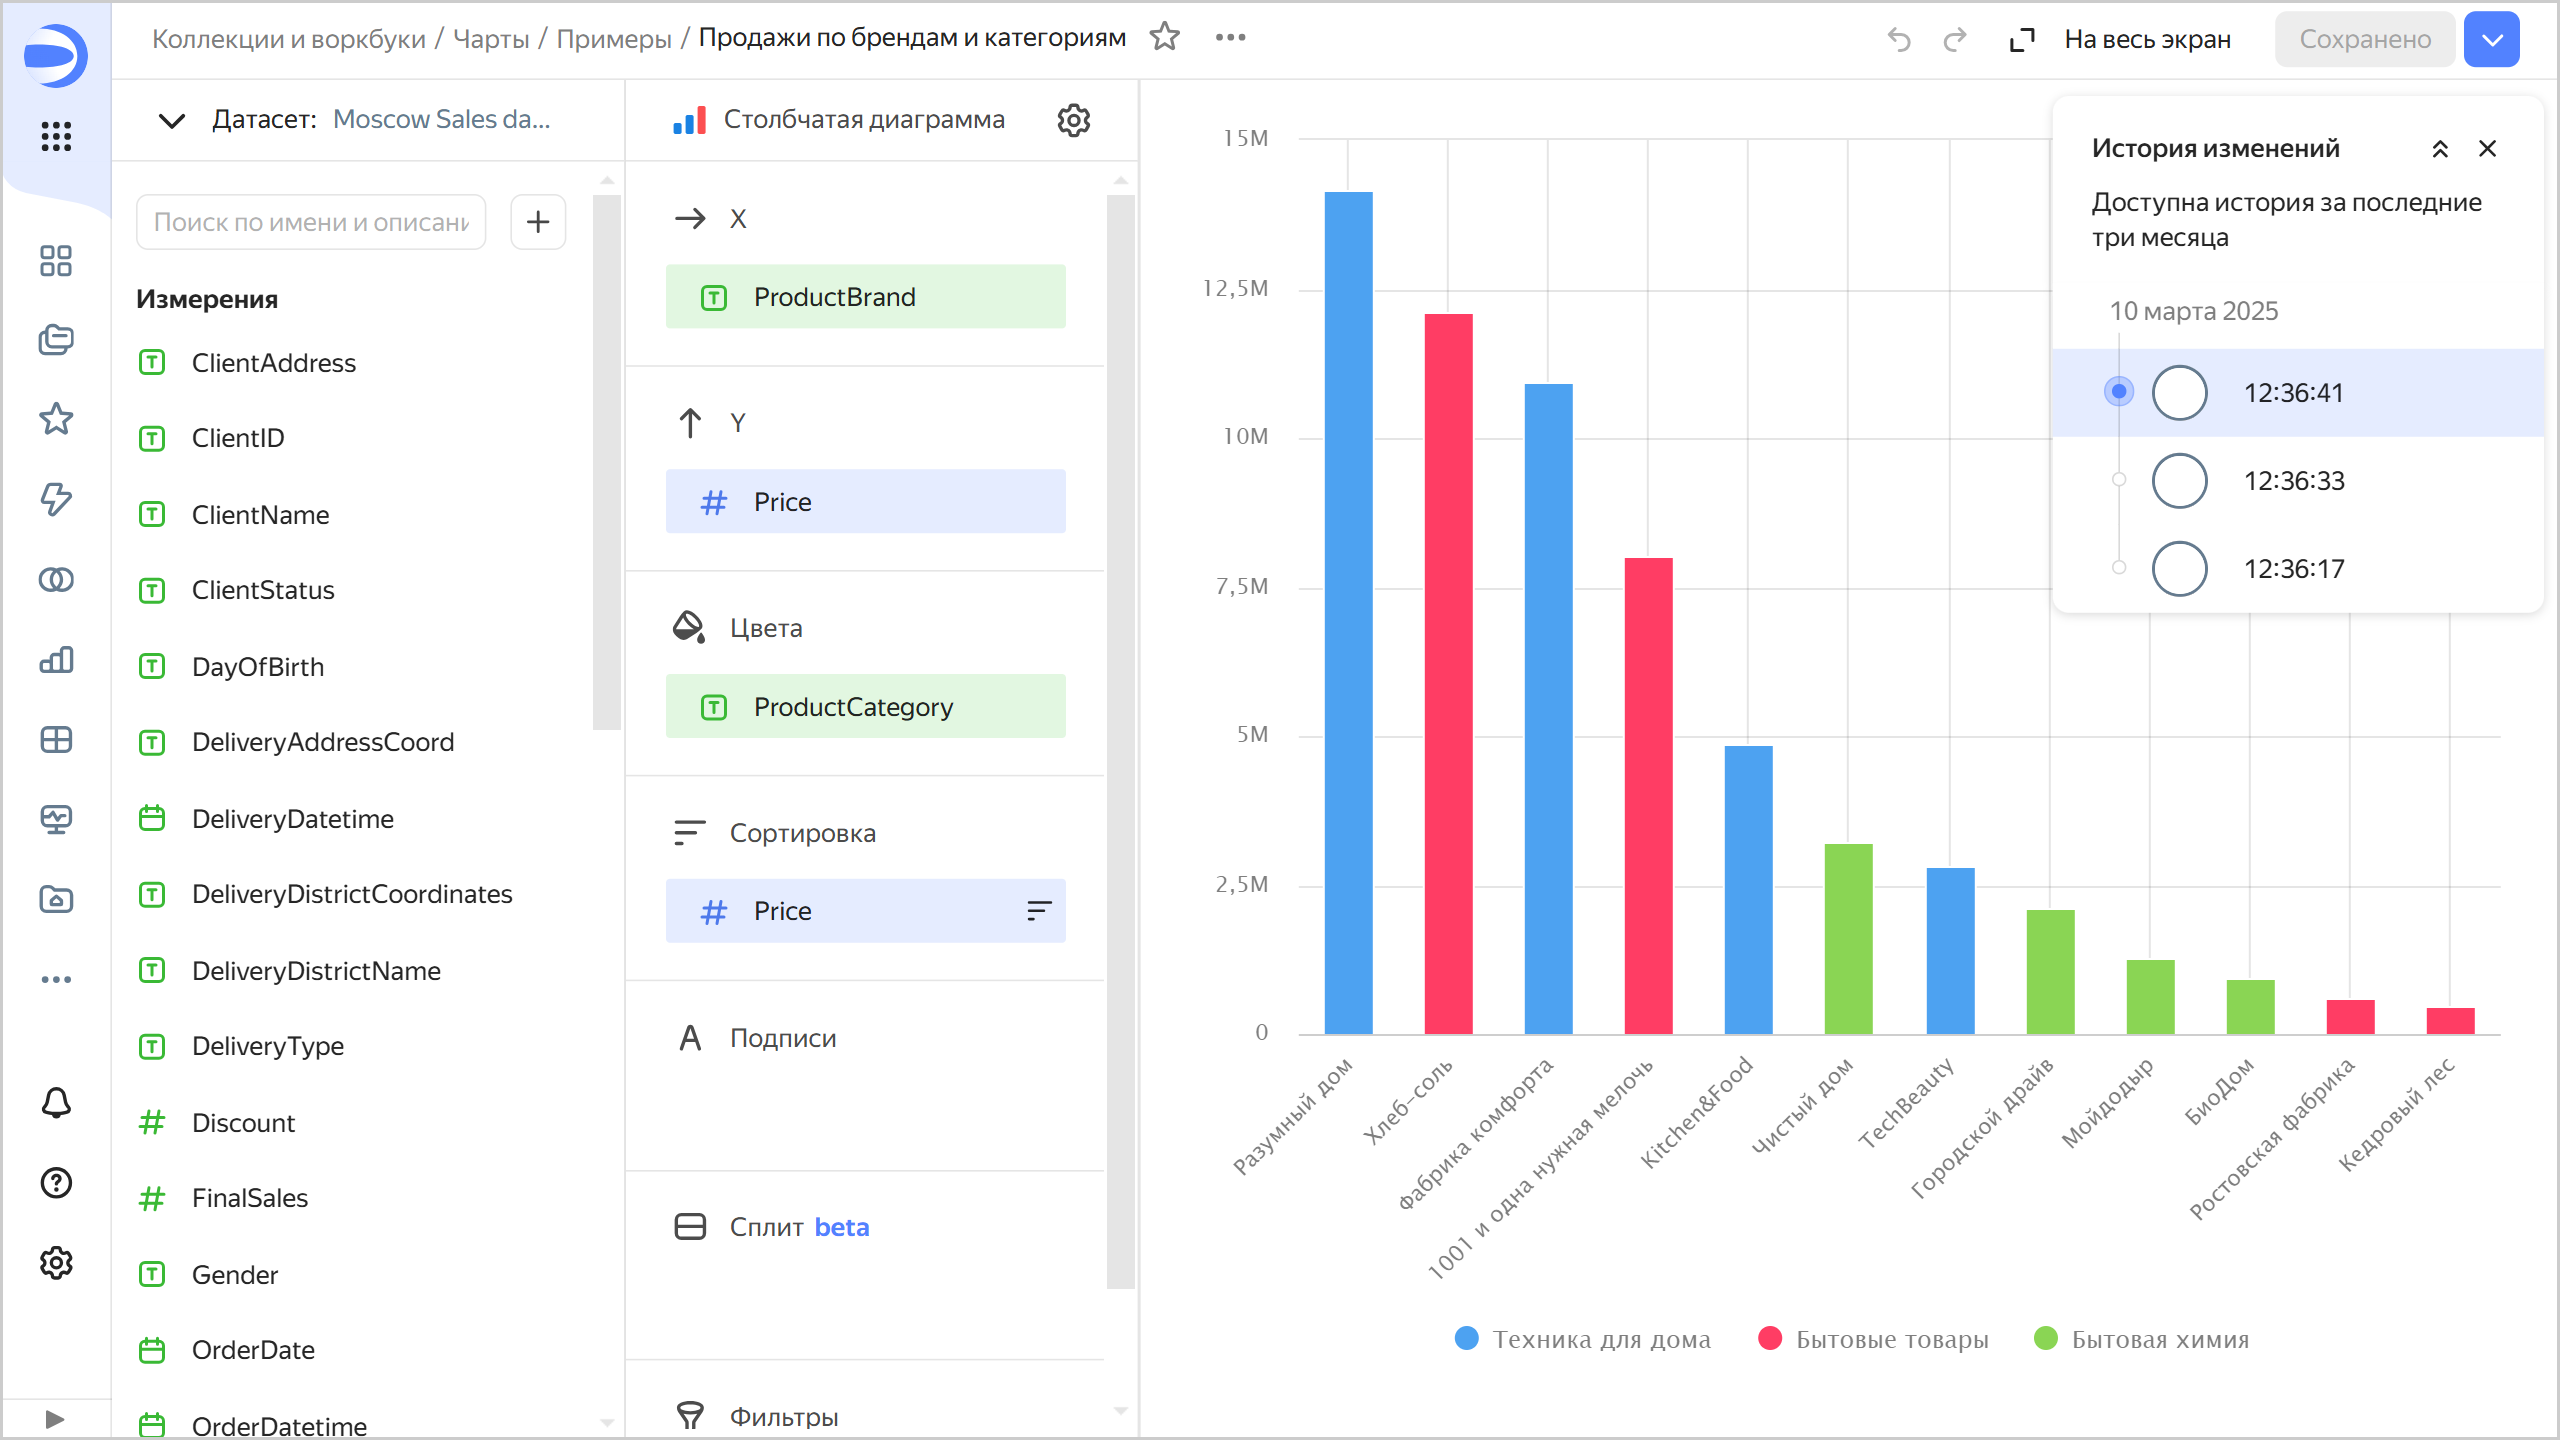 Коллекции и воркбуки / Чарты / Примеры / Продажи по брендам и категориям
На весь экран
Сохранено
Датасет: Moscow Sales da...
Поиск по имени и описани
Измерения
ClientAddress
ClientID
ClientName
ClientStatus
DayOfBirth
DeliveryAddressCoord
DeliveryDatetime
DeliveryDistrictCoordinates
DeliveryDistrictName
DeliveryType
Discount
FinalSales
Gender
OrderDate
OrderDatetime
Столбчатая диаграмма
X
ProductBrand
Y
Price
Цвета
ProductCategory
Сортировка
Price
A Подписи
Сплит beta
Фильтры
15M
12,5M
10M
7,5M
5M
2,5M
0
Разумный дом
Хлеб-соль
Фабрика комфорта
1001 и одна нужная мелочь
Kitchen&Food
Чистый дом
TechBeauty
Городской драйв
Мойдодыр
БиоДом
Ростовская фабрика
Кедровый лес
Техника для дома
Бытовые товары
Бытовая химия
История изменений
Доступна история за последние
три месяца
10 марта 2025
12:36:41
12:36:33
12:36:17